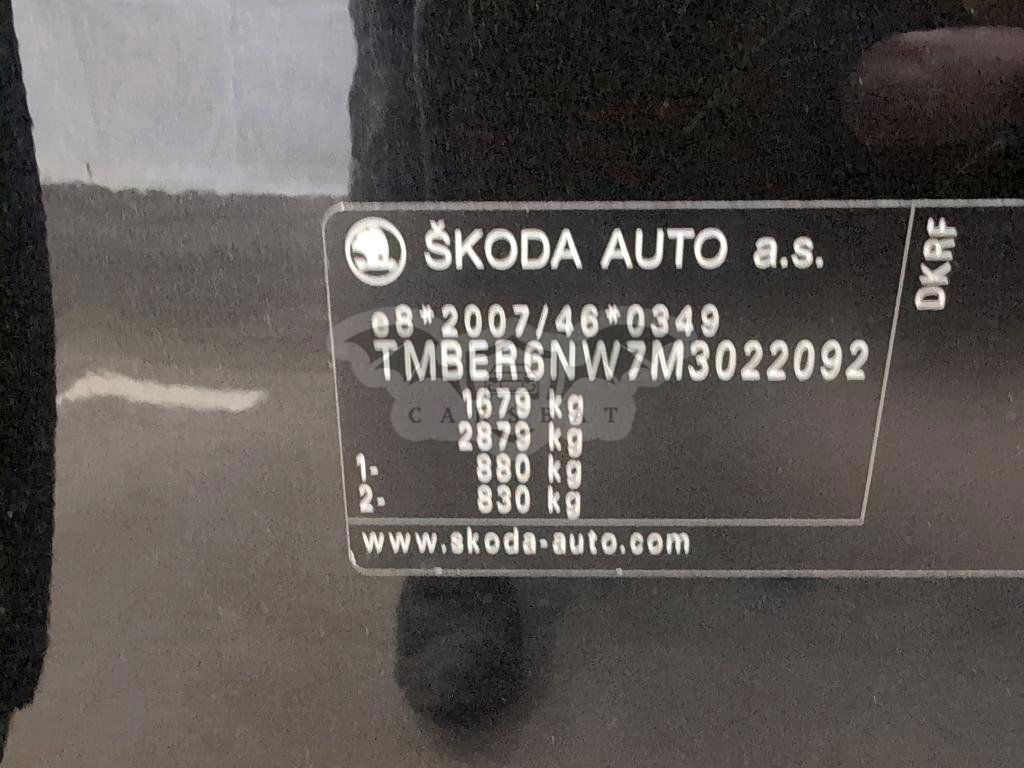 ŠKODA AUTO a.s.
DKRF
e8*2007/46*0349
TMBER6NW7M3022092
1679 kg
CARSEAT
2879 kg
1- 880 kg
2- 830 kg
www.skoda-auto.com